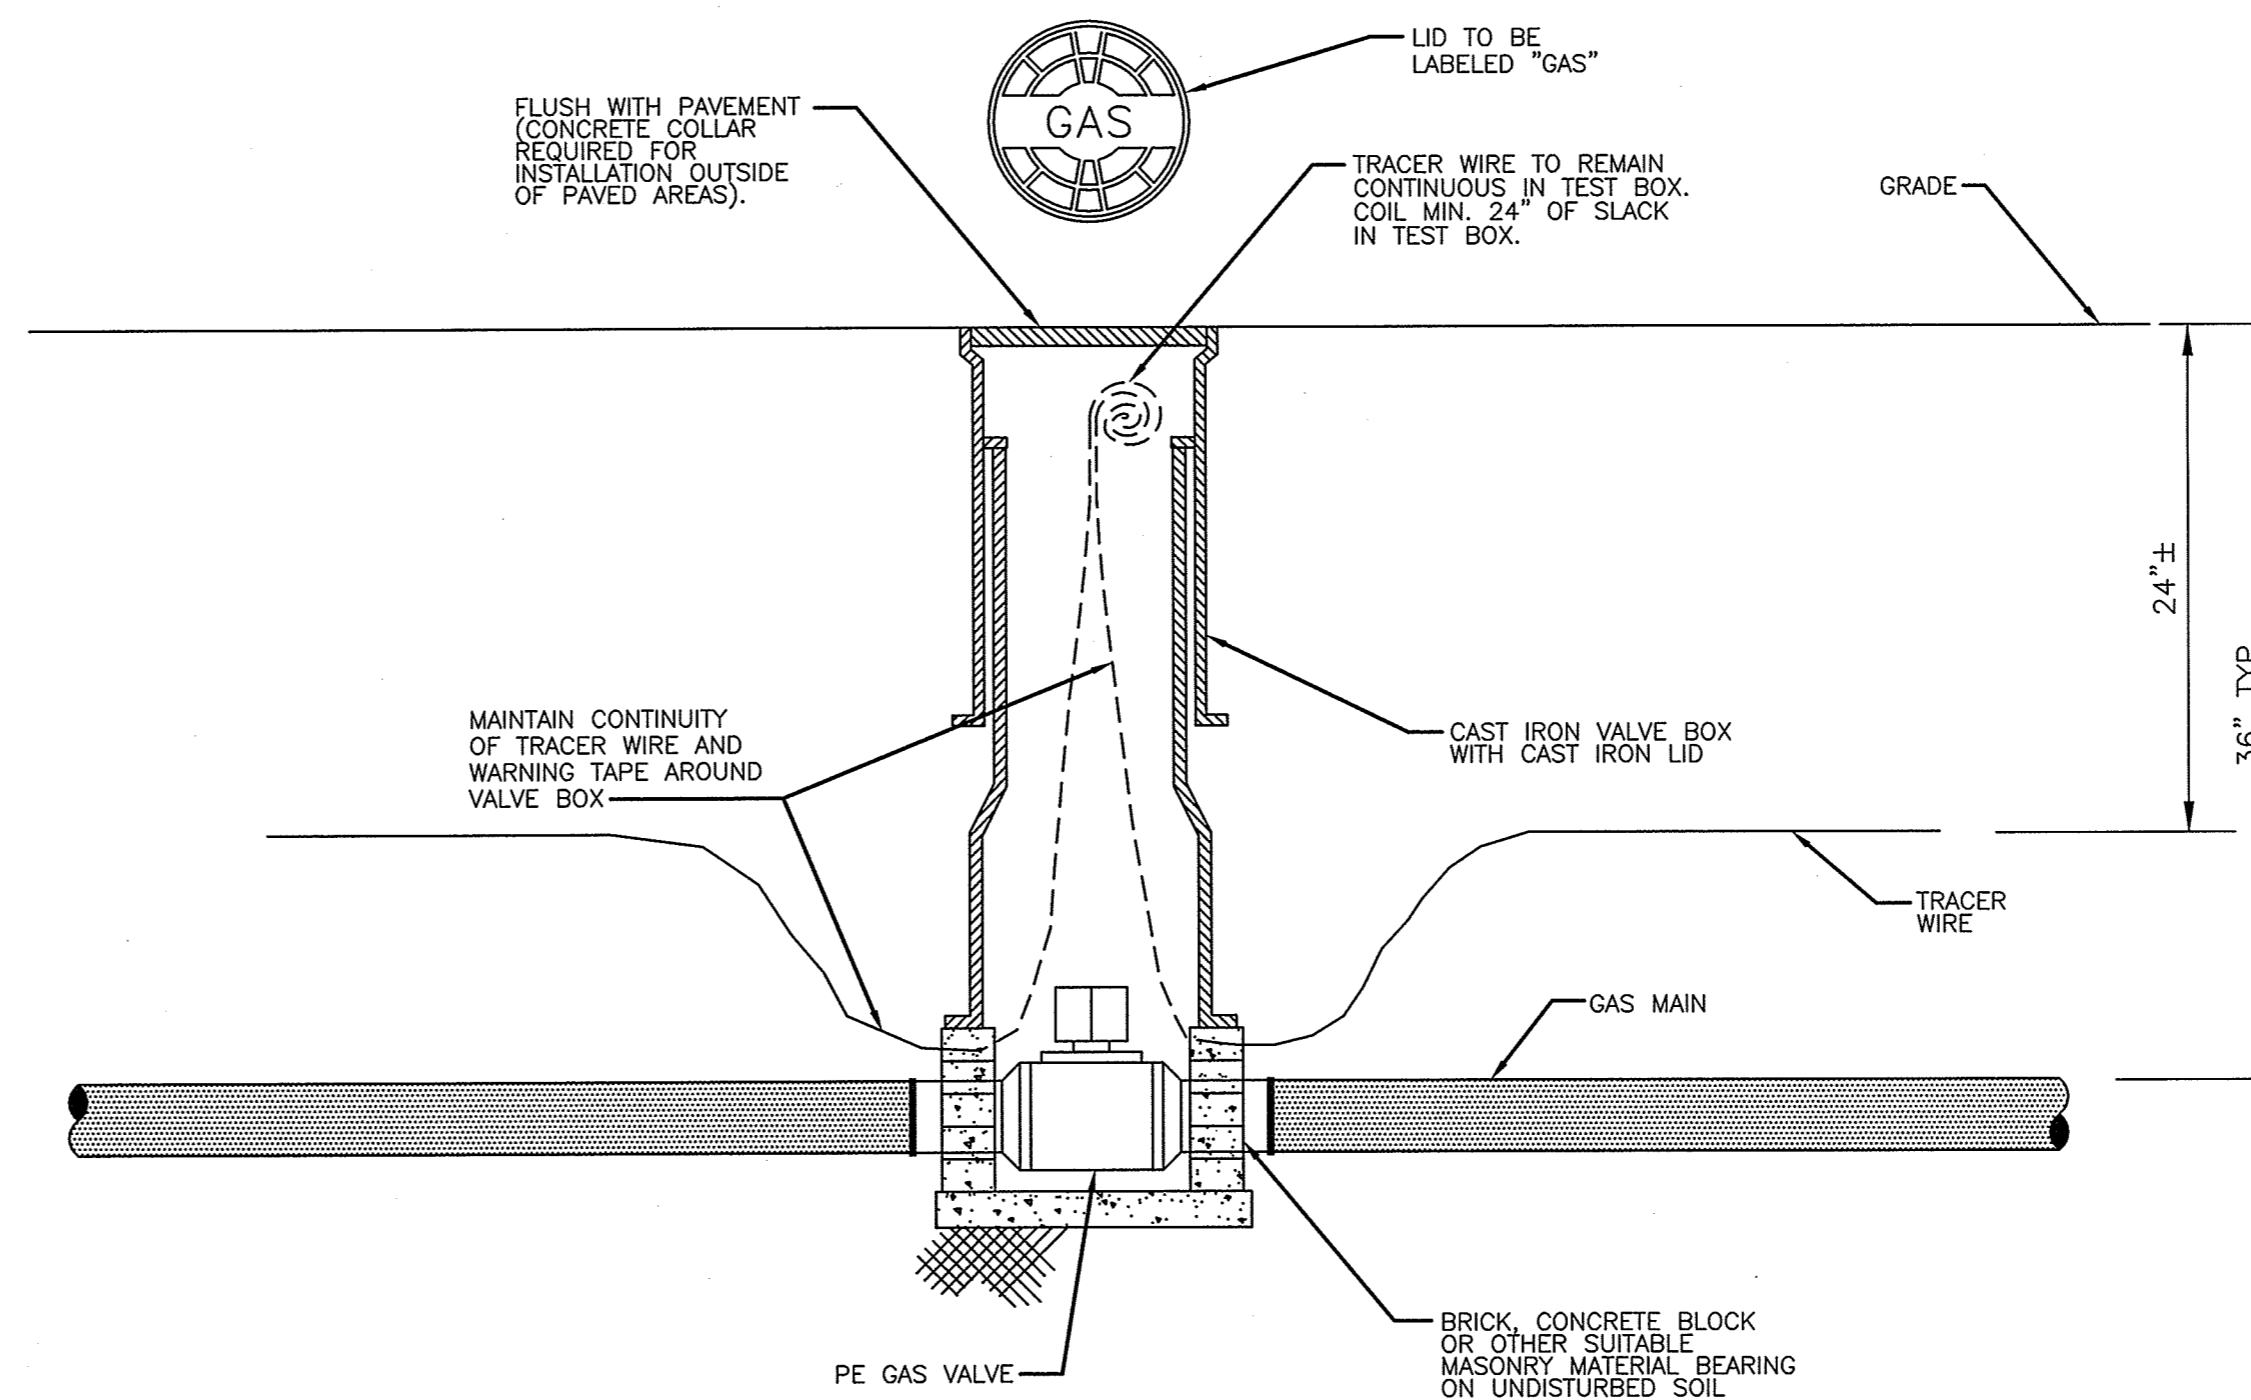 LID TO BE
LABELED "GAS"
FLUSH WITH PAVEMENT
(CONCRETE COLLAR
REQUIRED FOR
INSTALLATION OUTSIDE
OF PAVED AREAS).
GAS
TRACER WIRE TO REMAIN
CONTINUOUS IN TEST BOX.
COIL MIN. 24" OF SLACK
IN TEST BOX.
GRADE
24"±
36" TYP
MAINTAIN CONTINUITY
OF TRACER WIRE AND
WARNING TAPE AROUND
VALVE BOX
CAST IRON VALVE BOX
WITH CAST IRON LID
TRACER
WIRE
GAS MAIN
PE GAS VALVE
BRICK, CONCRETE BLOCK
OR OTHER SUITABLE
MASONRY MATERIAL BEARING
ON UNDISTURBED SOIL